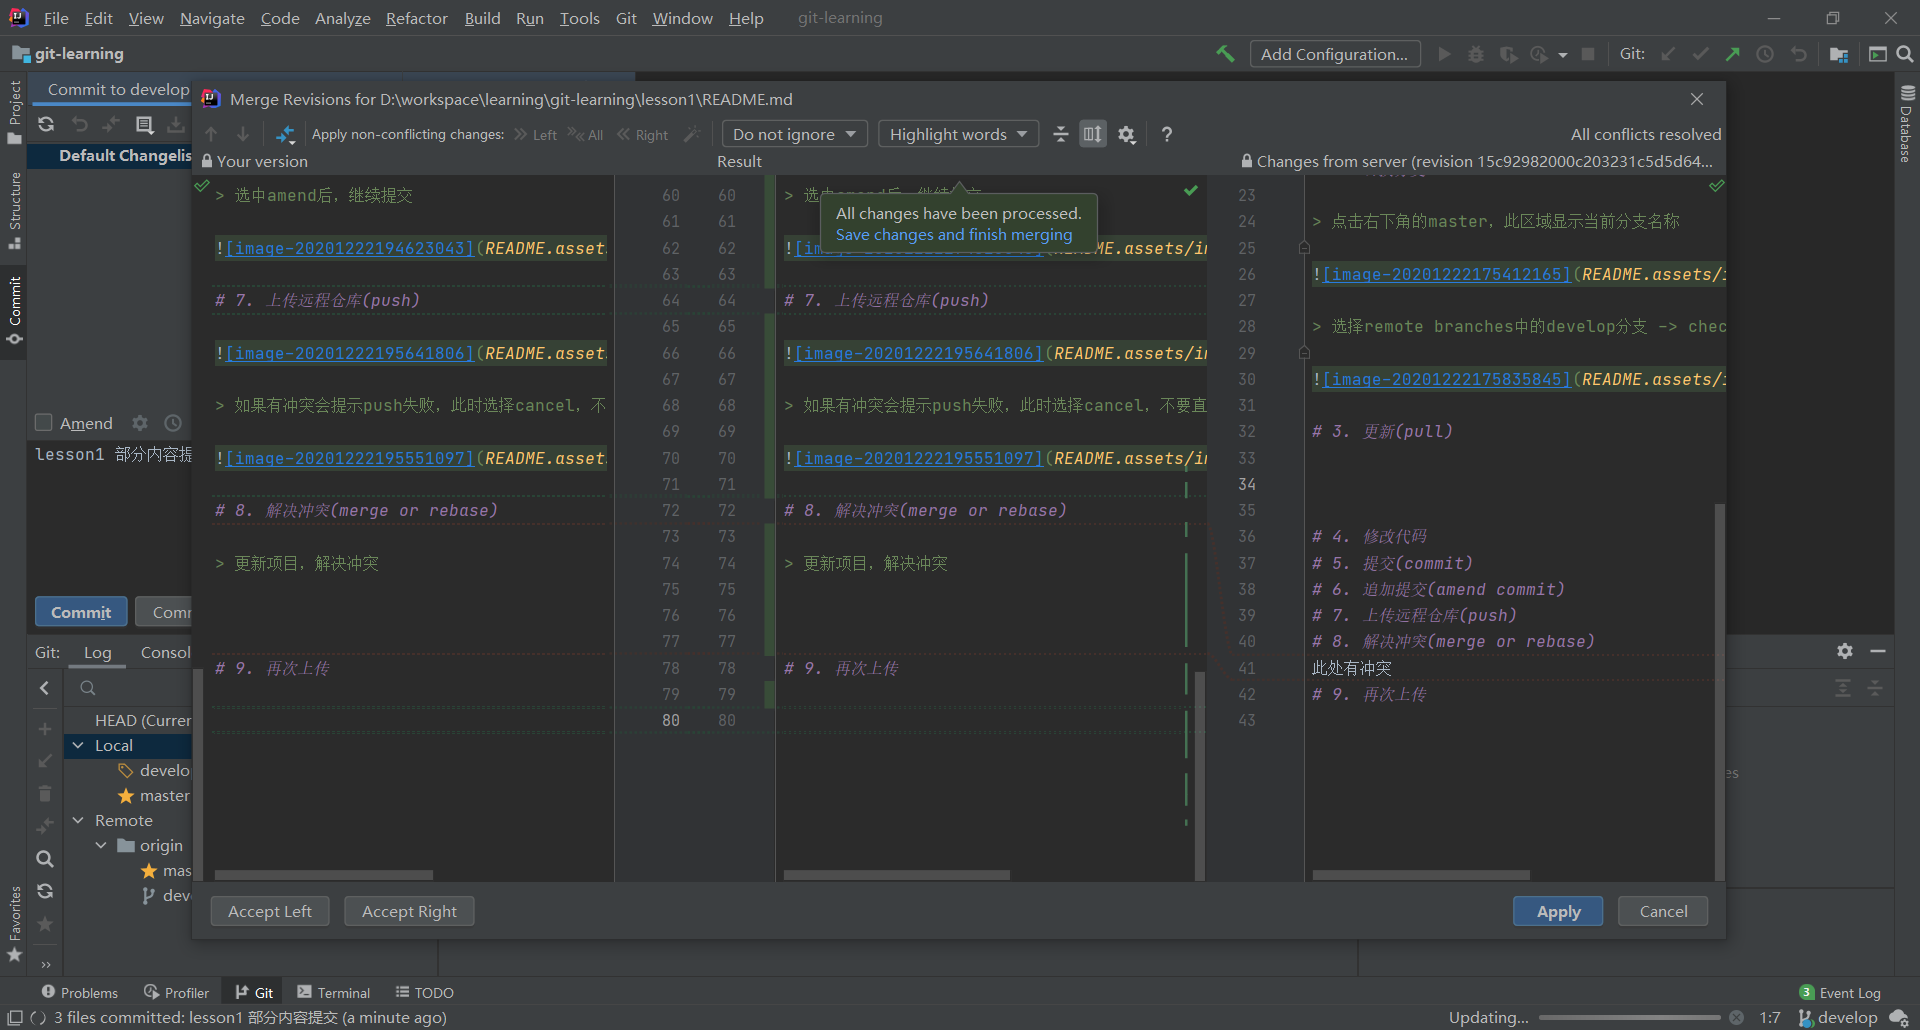 File Edit View Navigate Code Analyze Refactor Build Run Tools Git Window Help git-learning
git-learning
Add Configuration...
Git:
Project
Structure
Commit
Favorites
Database
Commit to develop
Default Changelis
Amend
lesson1 部分内容提
Commit
Comm
Git: Log Consol
HEAD (Currer
Local
develo
master
Remote
origin
mas
dev
Merge Revisions for D:\workspace\learning\git-learning\lesson1\README.md
Apply non-conflicting changes: Left All Right
Do not ignore
Highlight words
?
All conflicts resolved
Your version
Result
Changes from server (revision 15c92982000c203231c5d5d64...
> 选中amend后，继续提交
![image-20201222194623043](README.asset
# 7. 上传远程仓库(push)
![image-20201222195641806](README.asset
> 如果有冲突会提示push失败，此时选择cancel，不
![image-20201222195551097](README.asset
# 8. 解决冲突(merge or rebase)
> 更新项目，解决冲突
# 9. 再次上传
60 60
61 61
62 62
63 63
64 64
65 65
66 66
67 67
68 68
69 69
70 70
71 71
72 72
73 73
74 74
75 75
76 76
77 77
78 78
79 79
80 80
All changes have been processed.
Save changes and finish merging
# 7. 上传远程仓库(push)
![image-20201222195641806](README.assets/i
> 如果有冲突会提示push失败，此时选择cancel，不要直
![image-20201222195551097](README.assets/i
# 8. 解决冲突(merge or rebase)
> 更新项目，解决冲突
# 9. 再次上传
23
24 > 点击右下角的master，此区域显示当前分支名称
25
26 ![image-20201222175412165](README.assets/
27
28 > 选择remote branches中的develop分支 -> chec
29
30 ![image-20201222175835845](README.assets/
31
32 # 3. 更新(pull)
33
34
35
36 # 4. 修改代码
37 # 5. 提交(commit)
38 # 6. 追加提交(amend commit)
39 # 7. 上传远程仓库(push)
40 # 8. 解决冲突(merge or rebase)
41 此处有冲突
42 # 9. 再次上传
43
es
Accept Left
Accept Right
Apply
Cancel
Problems Profiler Git Terminal TODO
3 Event Log
3 files committed: lesson1 部分内容提交 (a minute ago)
Updating...
1:7
develop